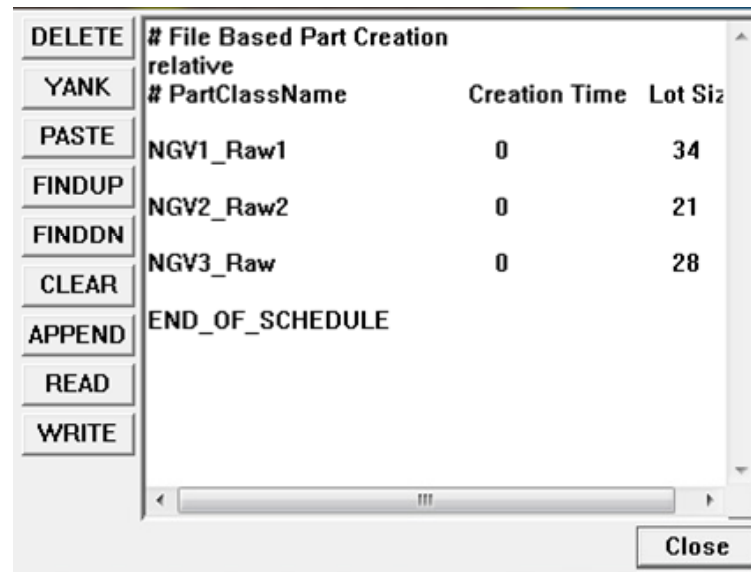 DELETE
YANK
PASTE
FINDUP
FINDDN
CLEAR
APPEND
READ
WRITE
# File Based Part Creation
relative
# PartClassName Creation Time Lot Siz
NGV1_Raw1 0 34
NGV2_Raw2 0 21
NGV3_Raw 0 28
END_OF_SCHEDULE
Close